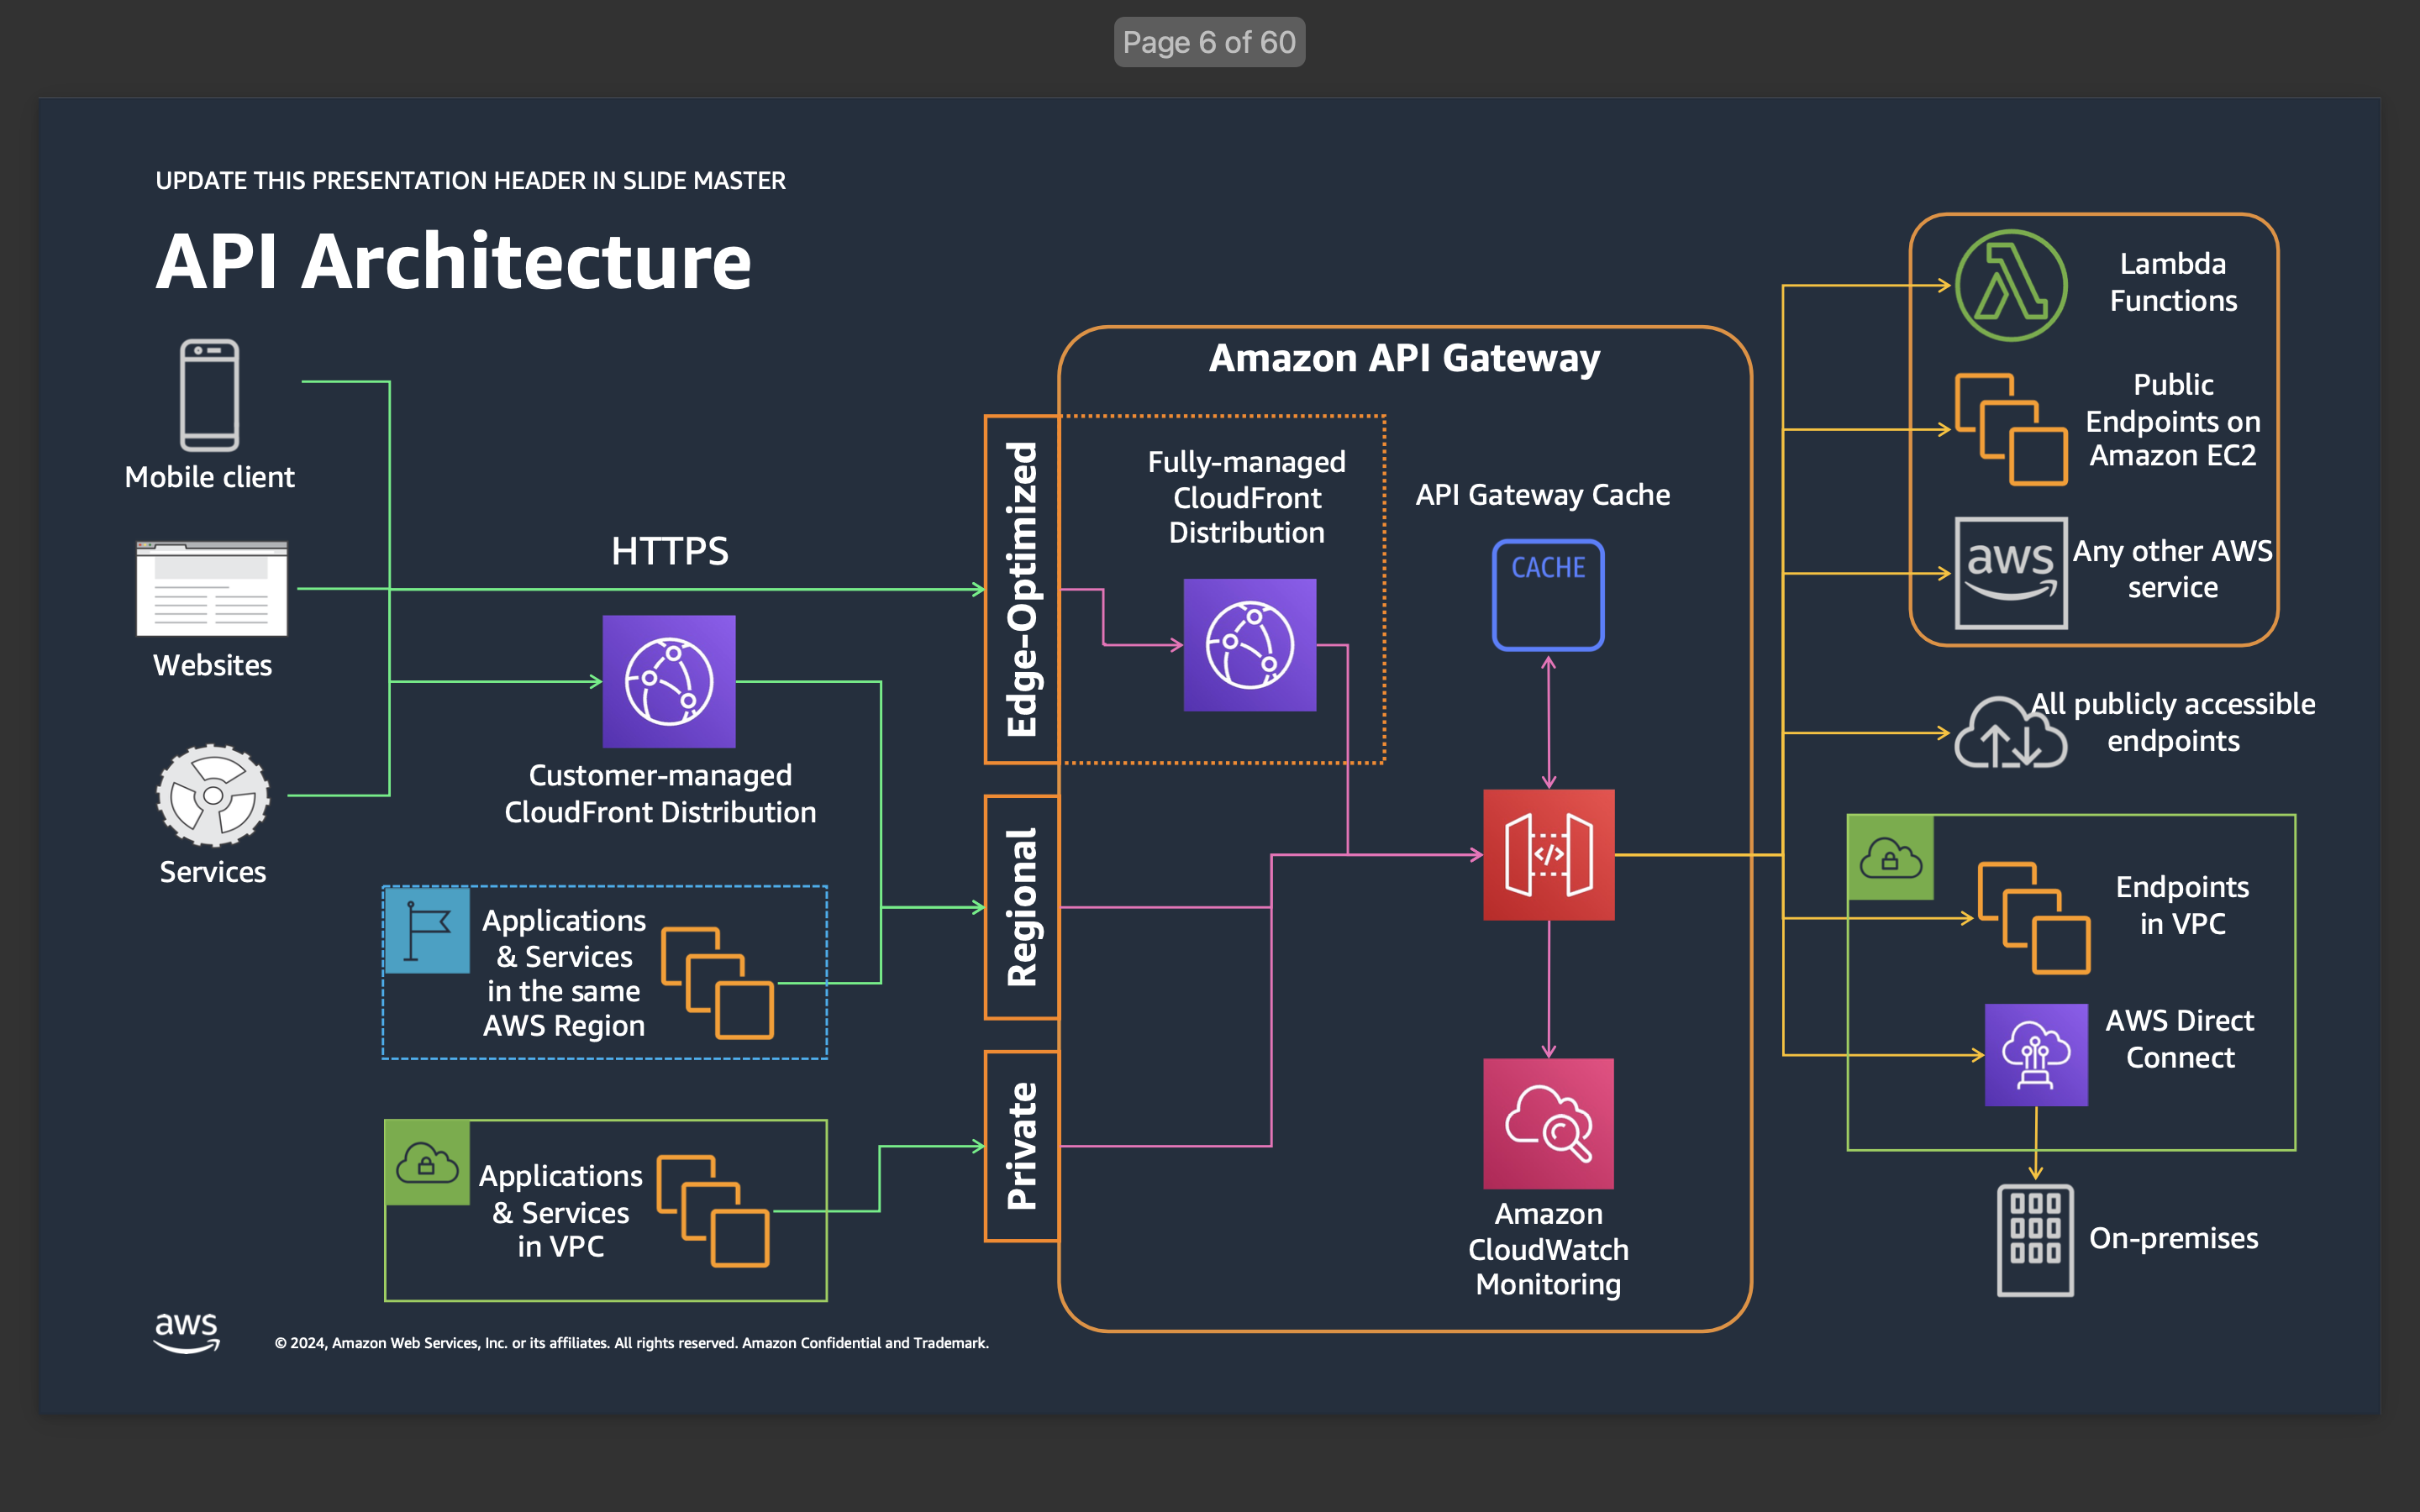 Page 6 of 60
UPDATE THIS PRESENTATION HEADER IN SLIDE MASTER
API Architecture
Mobile client
Websites
Services
HTTPS
Customer-managed
CloudFront Distribution
Applications
& Services
in the same
AWS Region
Applications
& Services
in VPC
Edge-Optimized
Regional
Private
Amazon API Gateway
Fully-managed
CloudFront
Distribution
API Gateway Cache
CACHE
</>
Amazon
CloudWatch
Monitoring
Lambda
Functions
Public
Endpoints on
Amazon EC2
aws
Any other AWS
service
All publicly accessible
endpoints
Endpoints
in VPC
AWS Direct
Connect
On-premises
aws
© 2024, Amazon Web Services, Inc. or its affiliates. All rights reserved. Amazon Confidential and Trademark.